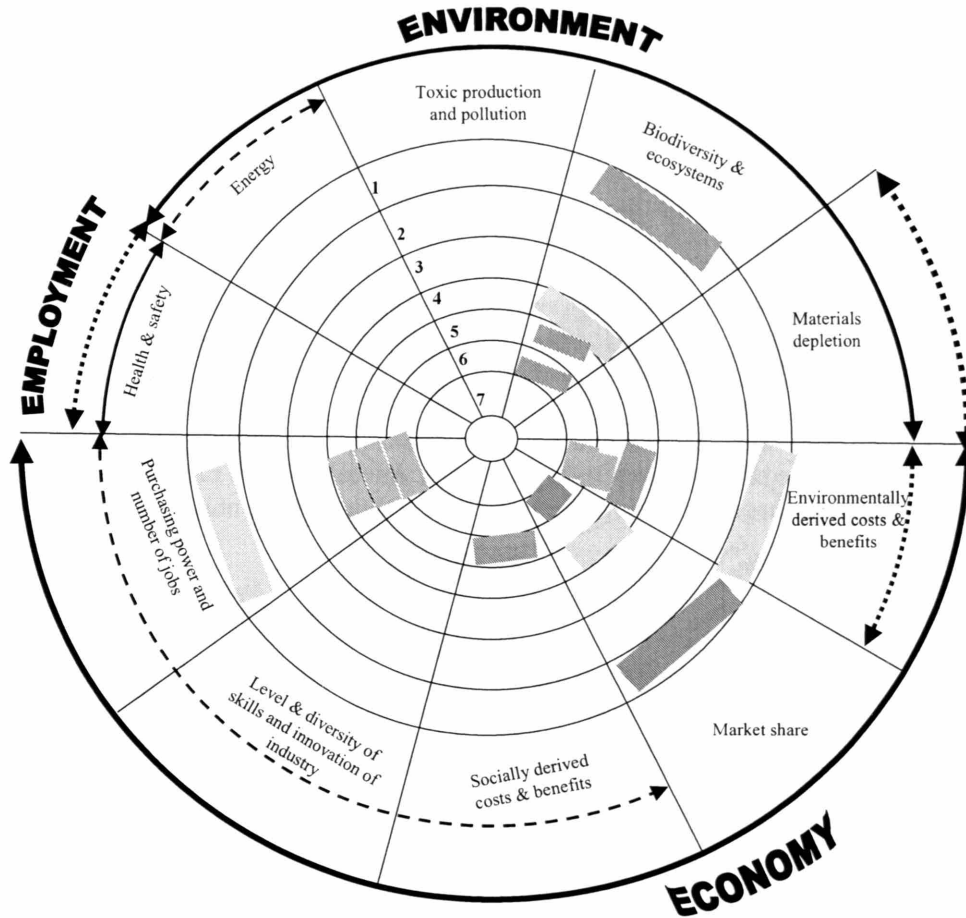 ENVIRONMENT
Toxic production
and pollution
Biodiversity &
ecosystems
Energy
1
2
3
4
5
6
7
EMPLOYMENT
Health & safety
Materials
depletion
Purchasing power and
number of jobs
Environmentally
derived costs &
benefits
Level & diversity of
skills and innovation of
industry
Socially derived
costs & benefits
Market share
ECONOMY